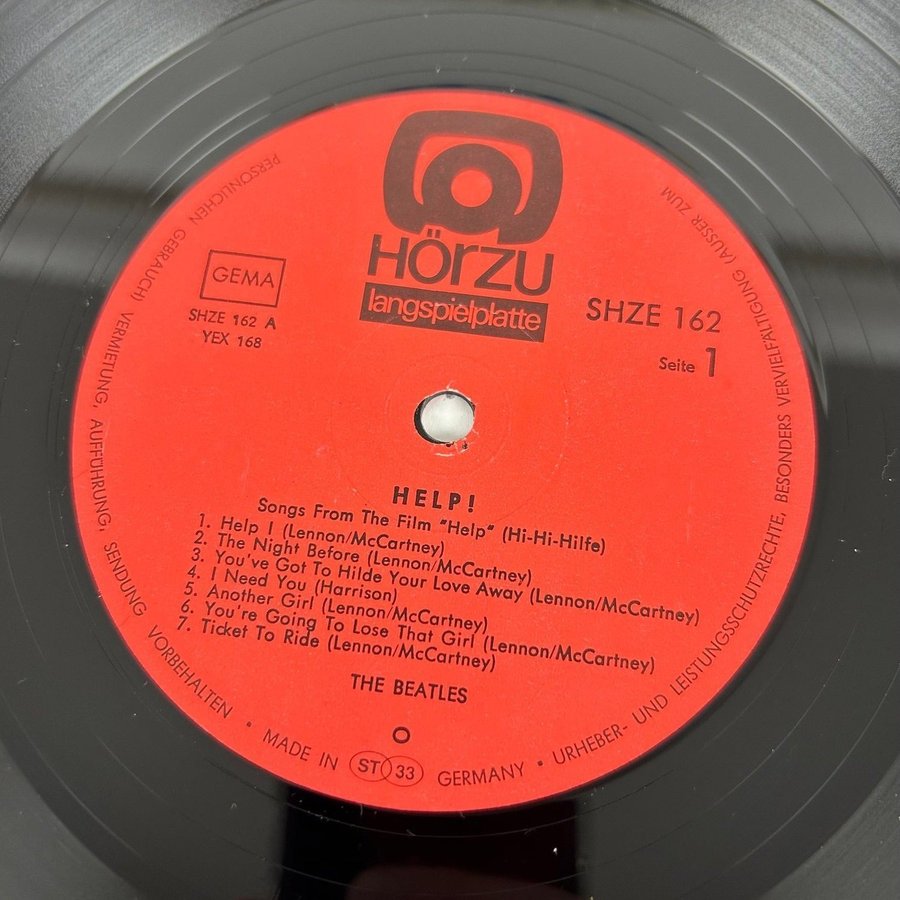 HÖRZU
langspielplatte
GEMA
SHZE 162 A
YEX 168
SHZE 162
Seite 1
HELP!
Songs From The Film "Help" (Hi-Hi-Hilfe)
1. Help I (Lennon/McCartney)
2. The Night Before (Lennon/McCartney)
3. You've Got To Hilde Your Love Away (Lennon/McCartney)
4. I Need You (Harrison)
5. Another Girl (Lennon/McCartney)
6. You're Going To Lose That Girl (Lennon/McCartney)
7. Ticket To Ride (Lennon/McCartney)
THE BEATLES
O
MADE IN ST 33 GERMANY • URHEBER- UND LEISTUNGSSCHUTZRECHTE, BESONDERS VERVIELFÄLTIGUNG (AUSSER ZUM PERSÖNLICHEN GEBRAUCH) VERMIETUNG, AUFFÜHRUNG, SENDUNG VORBEHALTEN •